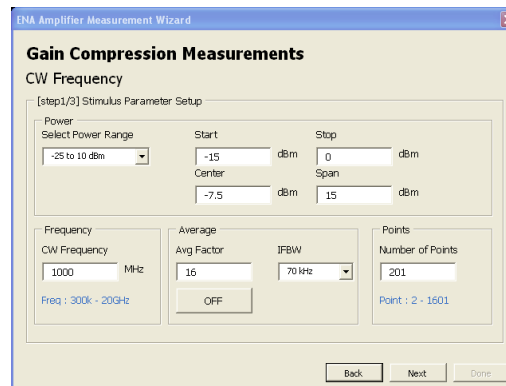 ENA Amplifier Measurement Wizard
Gain Compression Measurements
CW Frequency
[step1/3] Stimulus Parameter Setup
Power
Select Power Range Start Stop
-25 to 10 dBm -15 dBm 0 dBm
Center Span
-7.5 dBm 15 dBm
Frequency Average Points
CW Frequency Avg Factor IFBW Number of Points
1000 MHz 16 70 kHz 201
Freq : 300k - 20GHz OFF Point : 2 - 1601
Back Next Done